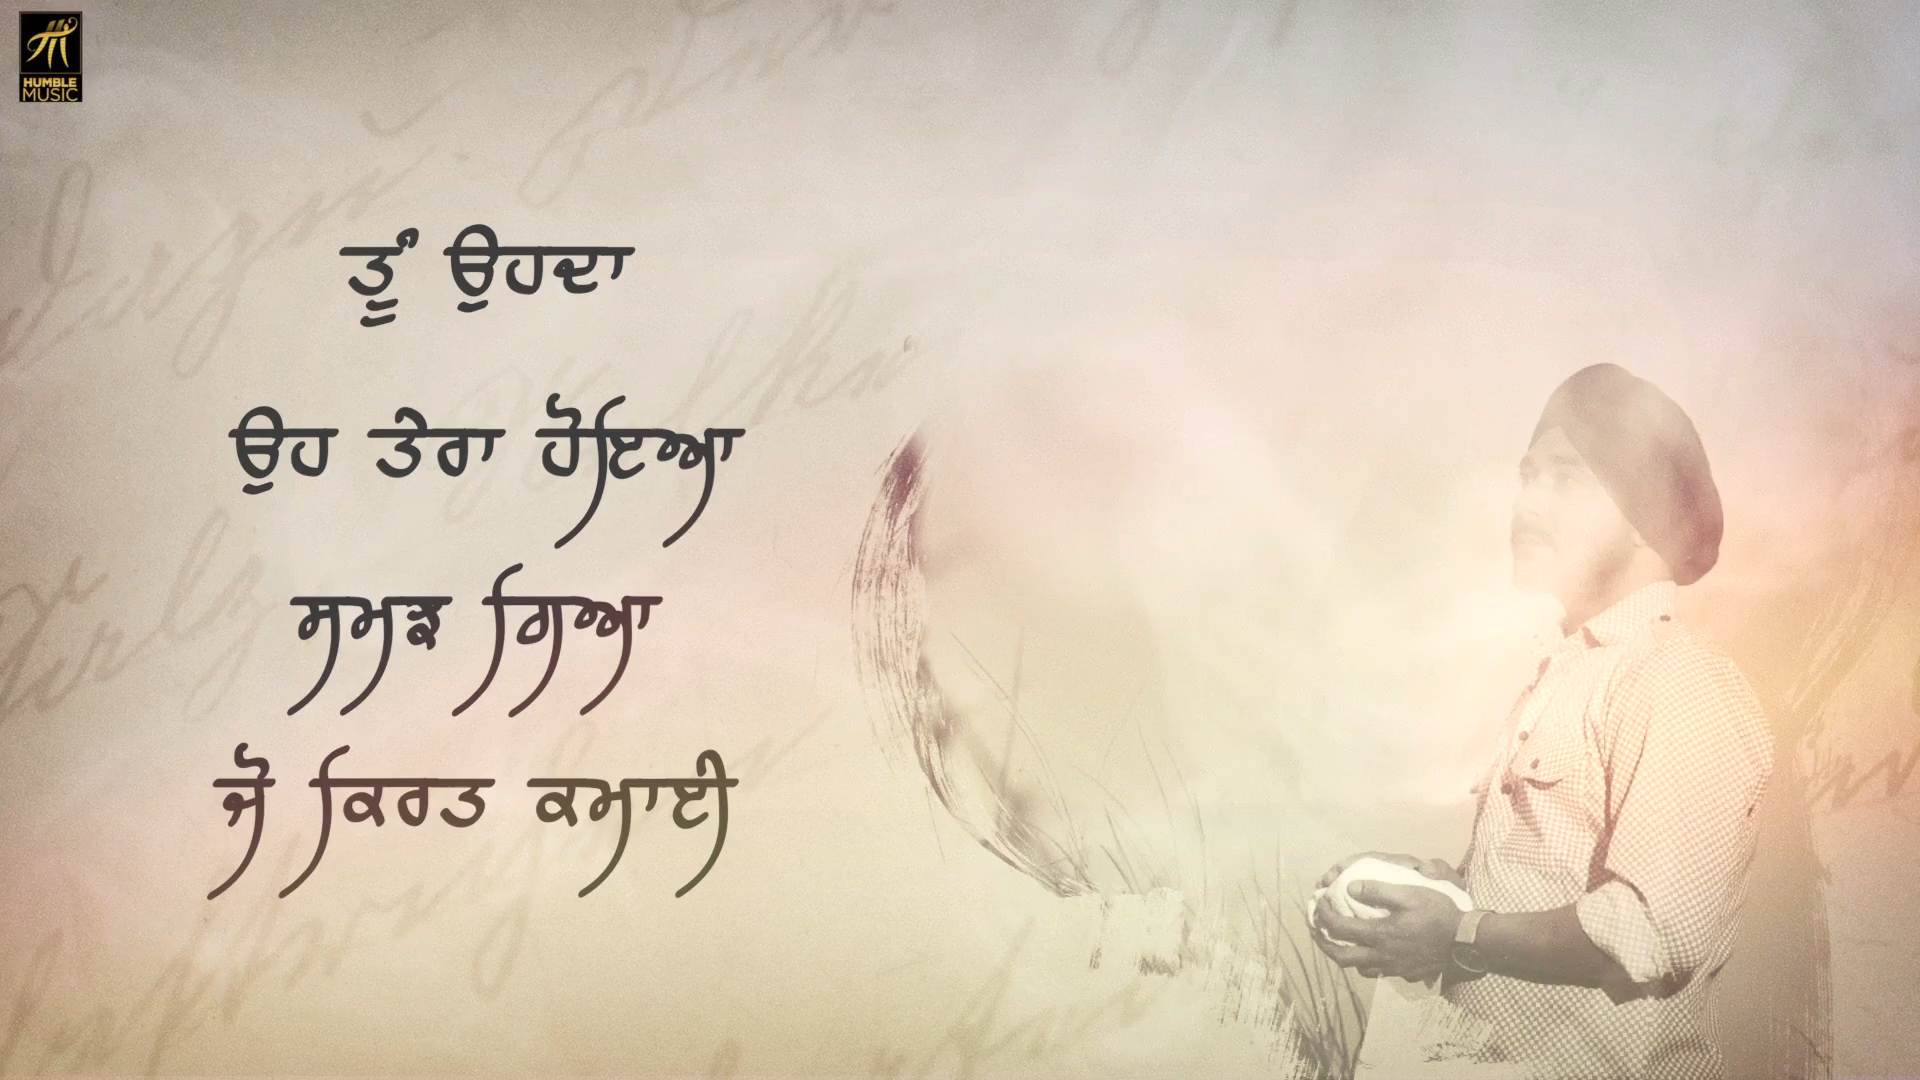 HUMBLE
MUSIC
ਤੂੰ ਉਹਦਾ
ਉਹ ਤੇਰਾ ਹੋਇਆ
ਸਮਝ ਗਿਆ
ਜੋ ਕਿਰਤ ਕਮਾਈ